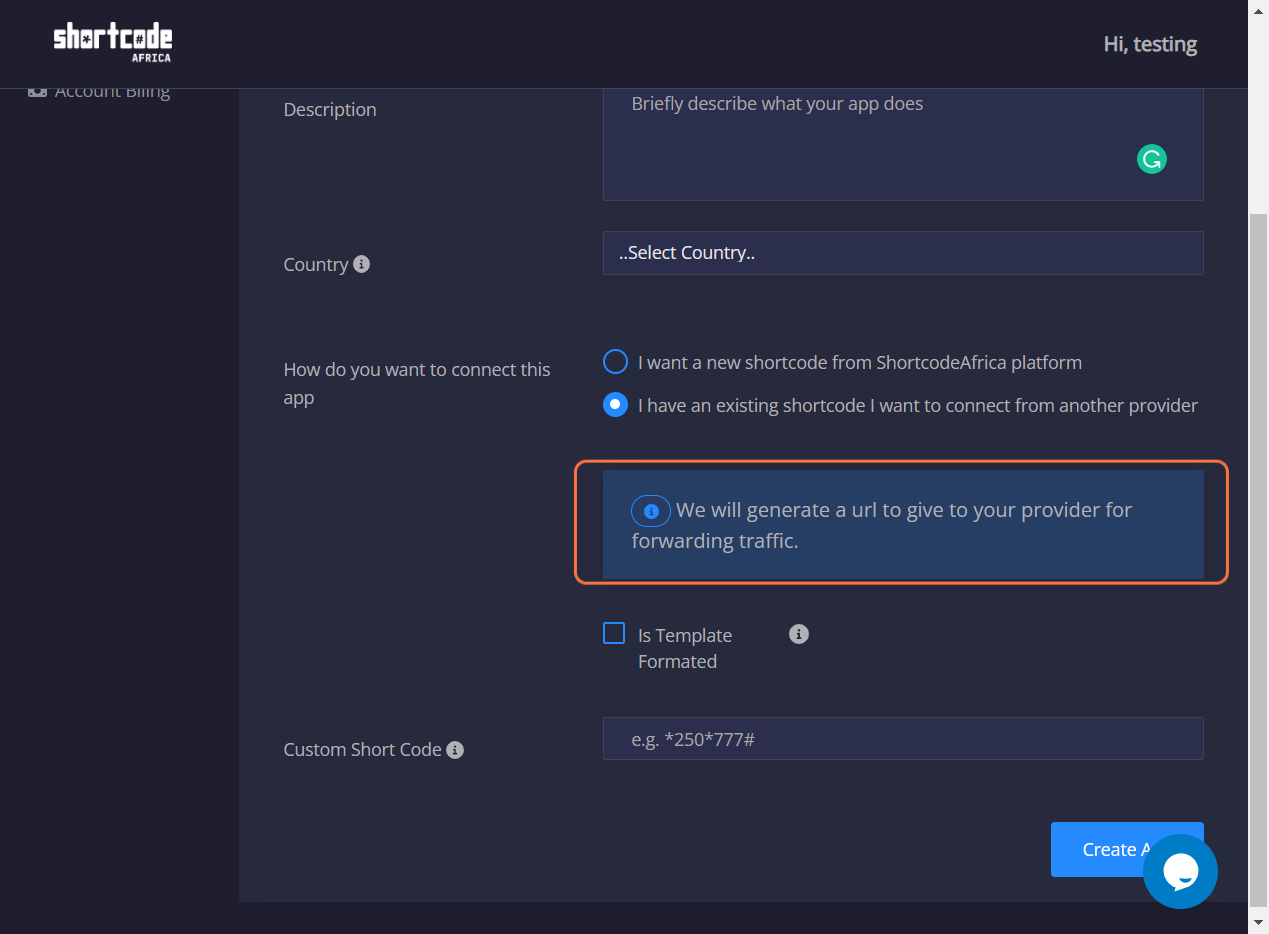 shortcode
AFRICA
Hi, testing
Account Billing
Description
Briefly describe what your app does
Country
..Select Country..
How do you want to connect this
app
I want a new shortcode from ShortcodeAfrica platform
I have an existing shortcode I want to connect from another provider
We will generate a url to give to your provider for
forwarding traffic.
Is Template
Formated
Custom Short Code
e.g. *250*777#
Create A